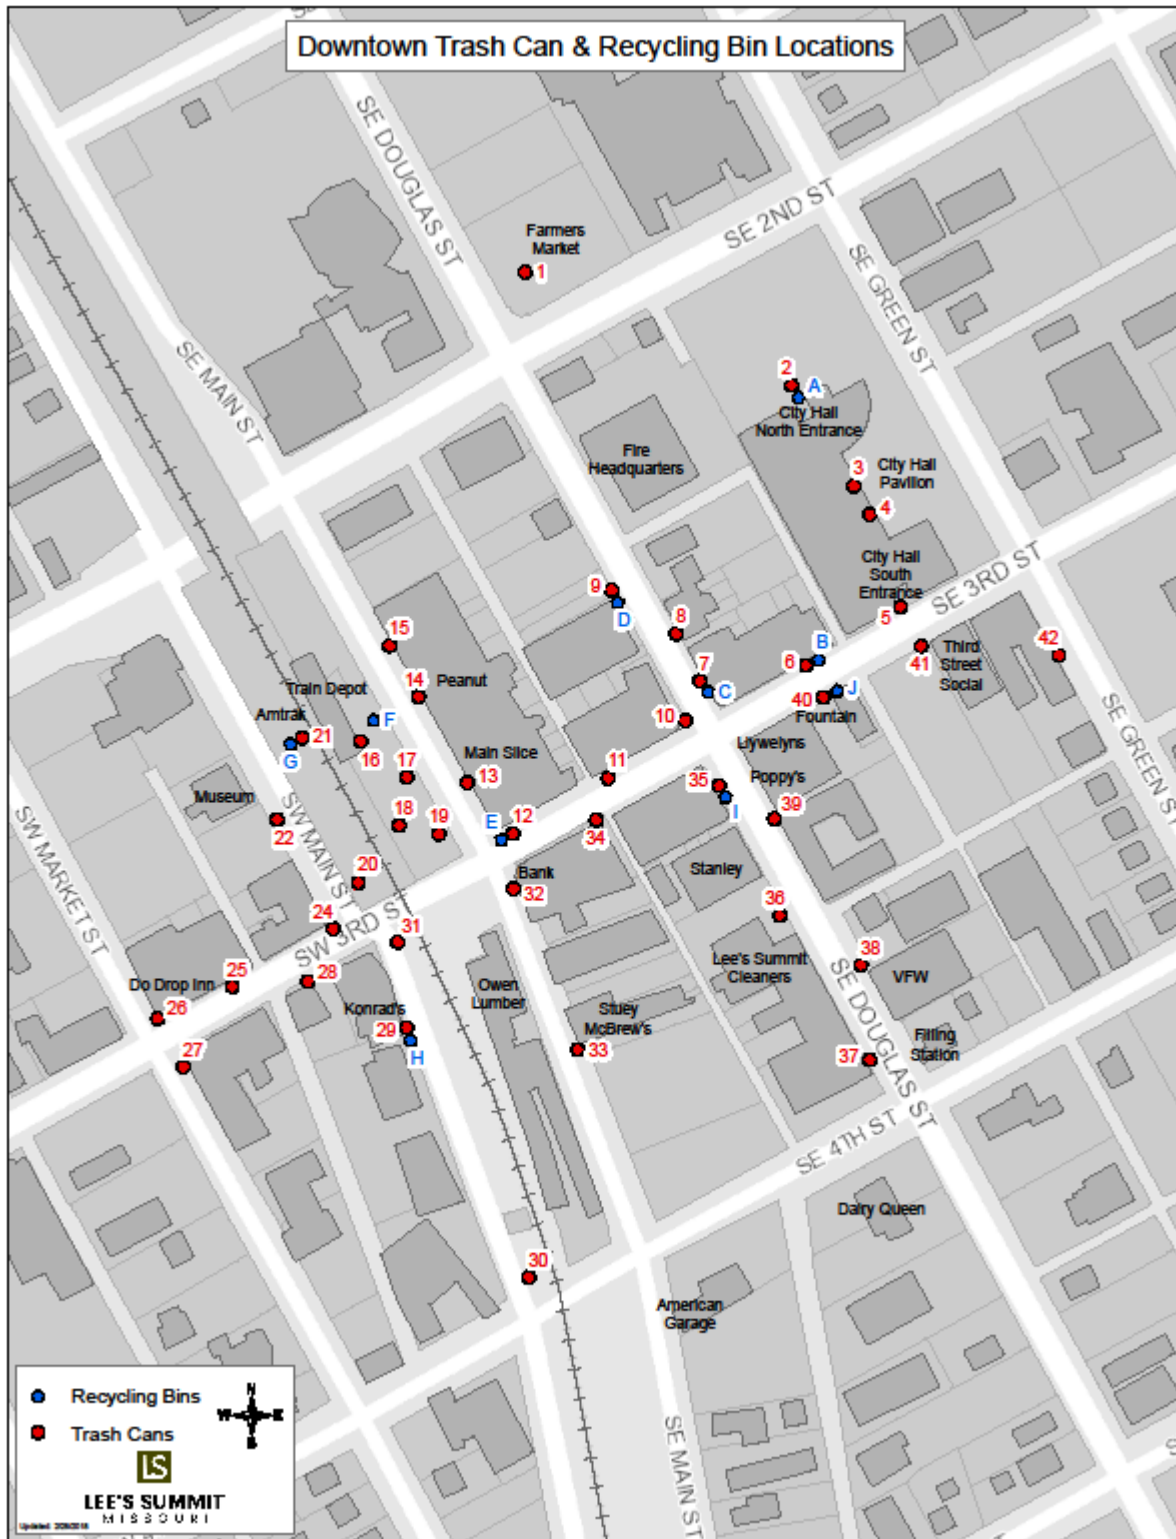 Downtown Trash Can & Recycling Bin Locations
SE DOUGLAS ST
SE 2ND ST
Farmers
Market
1
SE GREEN ST
SE MAIN ST
2
A
City Hall
North Entrance
Fire
Headquarters
3
City Hall
Pavilion
4
City Hall
South
Entrance
5
SE 3RD ST
9
D
8
15
B
6
41
Third
Street
Social
42
7
C
14
Peanut
Train Depot
F
40
J
Fountain
10
Amtrak
21
G
16
Llywelyns
Main Slice
17
13
11
35
Poppy's
I
SE GREEN ST
Museum
22
SW MAIN ST
18
19
E
12
34
39
SW MARKET ST
20
Bank
32
Stanley
24
SW 3RD S
31
36
Do Drop Inn
25
28
Lee's Summit
Cleaners
38
VFW
26
Konrad's
29
H
Owen
Lumber
Stuey
McBrew's
33
SE DOUGLAS ST
Filling
Station
37
27
SE 4TH ST
Dairy Queen
30
American
Garage
SE MAIN ST
Recycling Bins
Trash Cans
N
W
E
S
LS
LEE'S SUMMIT
MISSOURI